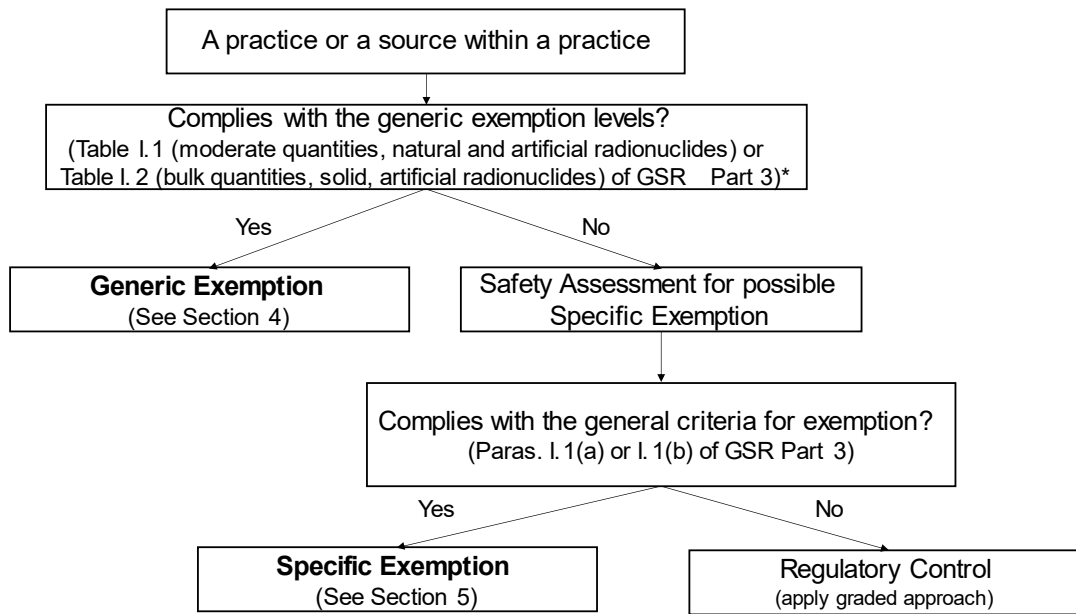 A practice or a source within a practice
Complies with the generic exemption levels?
(Table I.1 (moderate quantities, natural and artificial radionuclides) or
Table I. 2 (bulk quantities, solid, artificial radionuclides) of GSR Part 3)*
Yes
No
Generic Exemption
(See Section 4)
Safety Assessment for possible
Specific Exemption
Complies with the general criteria for exemption?
(Paras. I.1(a) or I.1(b) of GSR Part 3)
Yes
No
Specific Exemption
(See Section 5)
Regulatory Control
(apply graded approach)